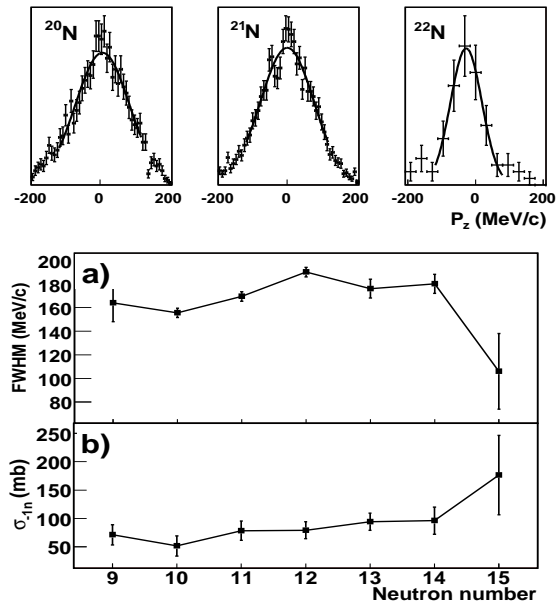 ²⁰N
²¹N
²²N
-200 0 200
-200 0 200
-200 0 200
P_z (MeV/c)
a)
FWHM (MeV/c)
200
180
160
140
120
100
80
b)
σ_-1n (mb)
250
200
150
100
50
9 10 11 12 13 14 15
Neutron number